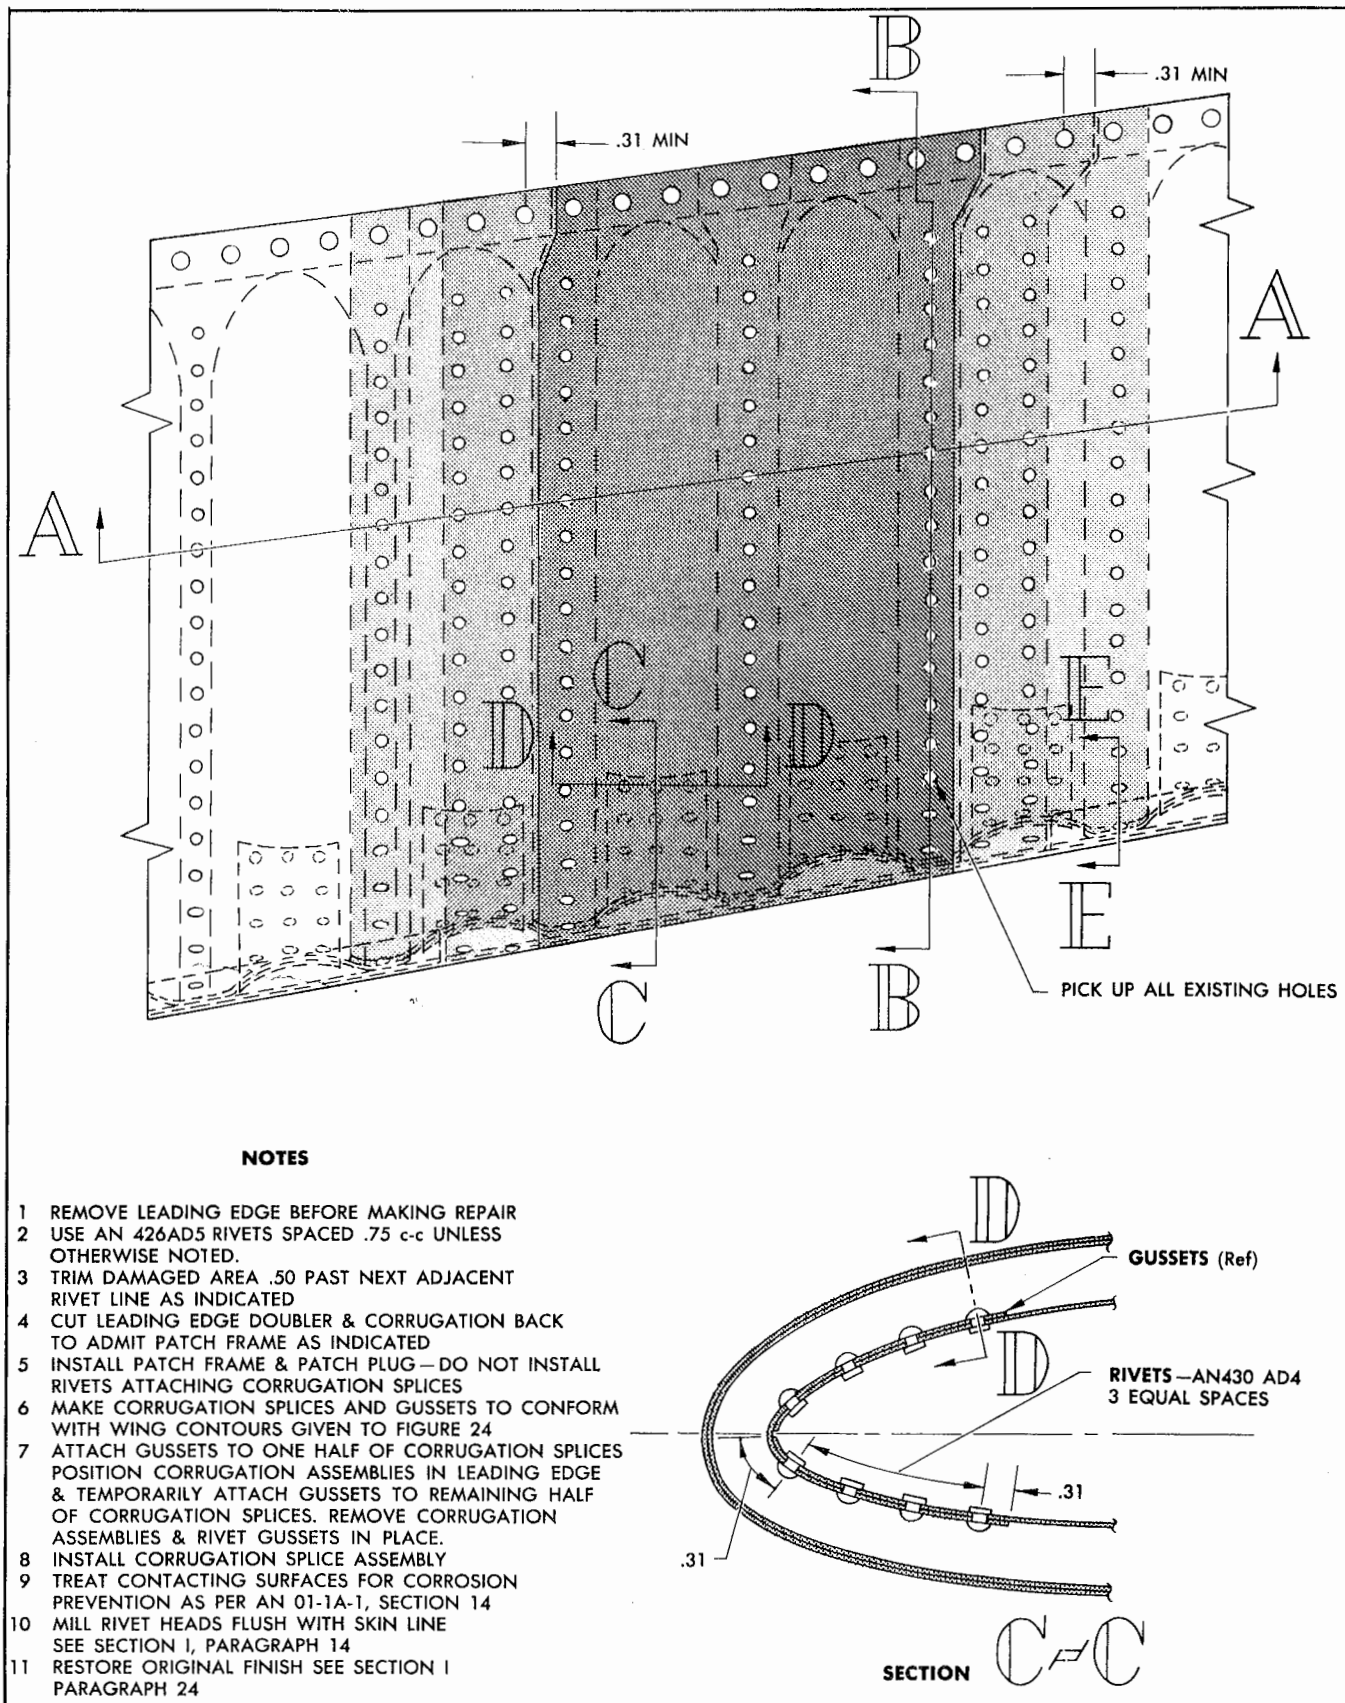 B
.31 MIN
.31 MIN
A
A
C
D
D
E
E
B
C
PICK UP ALL EXISTING HOLES
NOTES
1 REMOVE LEADING EDGE BEFORE MAKING REPAIR
2 USE AN 426AD5 RIVETS SPACED .75 c-c UNLESS
OTHERWISE NOTED.
3 TRIM DAMAGED AREA .50 PAST NEXT ADJACENT
RIVET LINE AS INDICATED
4 CUT LEADING EDGE DOUBLER & CORRUGATION BACK
TO ADMIT PATCH FRAME AS INDICATED
5 INSTALL PATCH FRAME & PATCH PLUG—DO NOT INSTALL
RIVETS ATTACHING CORRUGATION SPLICES
6 MAKE CORRUGATION SPLICES AND GUSSETS TO CONFORM
WITH WING CONTOURS GIVEN TO FIGURE 24
7 ATTACH GUSSETS TO ONE HALF OF CORRUGATION SPLICES
POSITION CORRUGATION ASSEMBLIES IN LEADING EDGE
& TEMPORARILY ATTACH GUSSETS TO REMAINING HALF
OF CORRUGATION SPLICES. REMOVE CORRUGATION
ASSEMBLIES & RIVET GUSSETS IN PLACE.
8 INSTALL CORRUGATION SPLICE ASSEMBLY
9 TREAT CONTACTING SURFACES FOR CORROSION
PREVENTION AS PER AN 01-1A-1, SECTION 14
10 MILL RIVET HEADS FLUSH WITH SKIN LINE
SEE SECTION I, PARAGRAPH 14
11 RESTORE ORIGINAL FINISH SEE SECTION I
PARAGRAPH 24
D
GUSSETS (Ref)
D
RIVETS—AN430 AD4
3 EQUAL SPACES
.31
.31
SECTION C-C